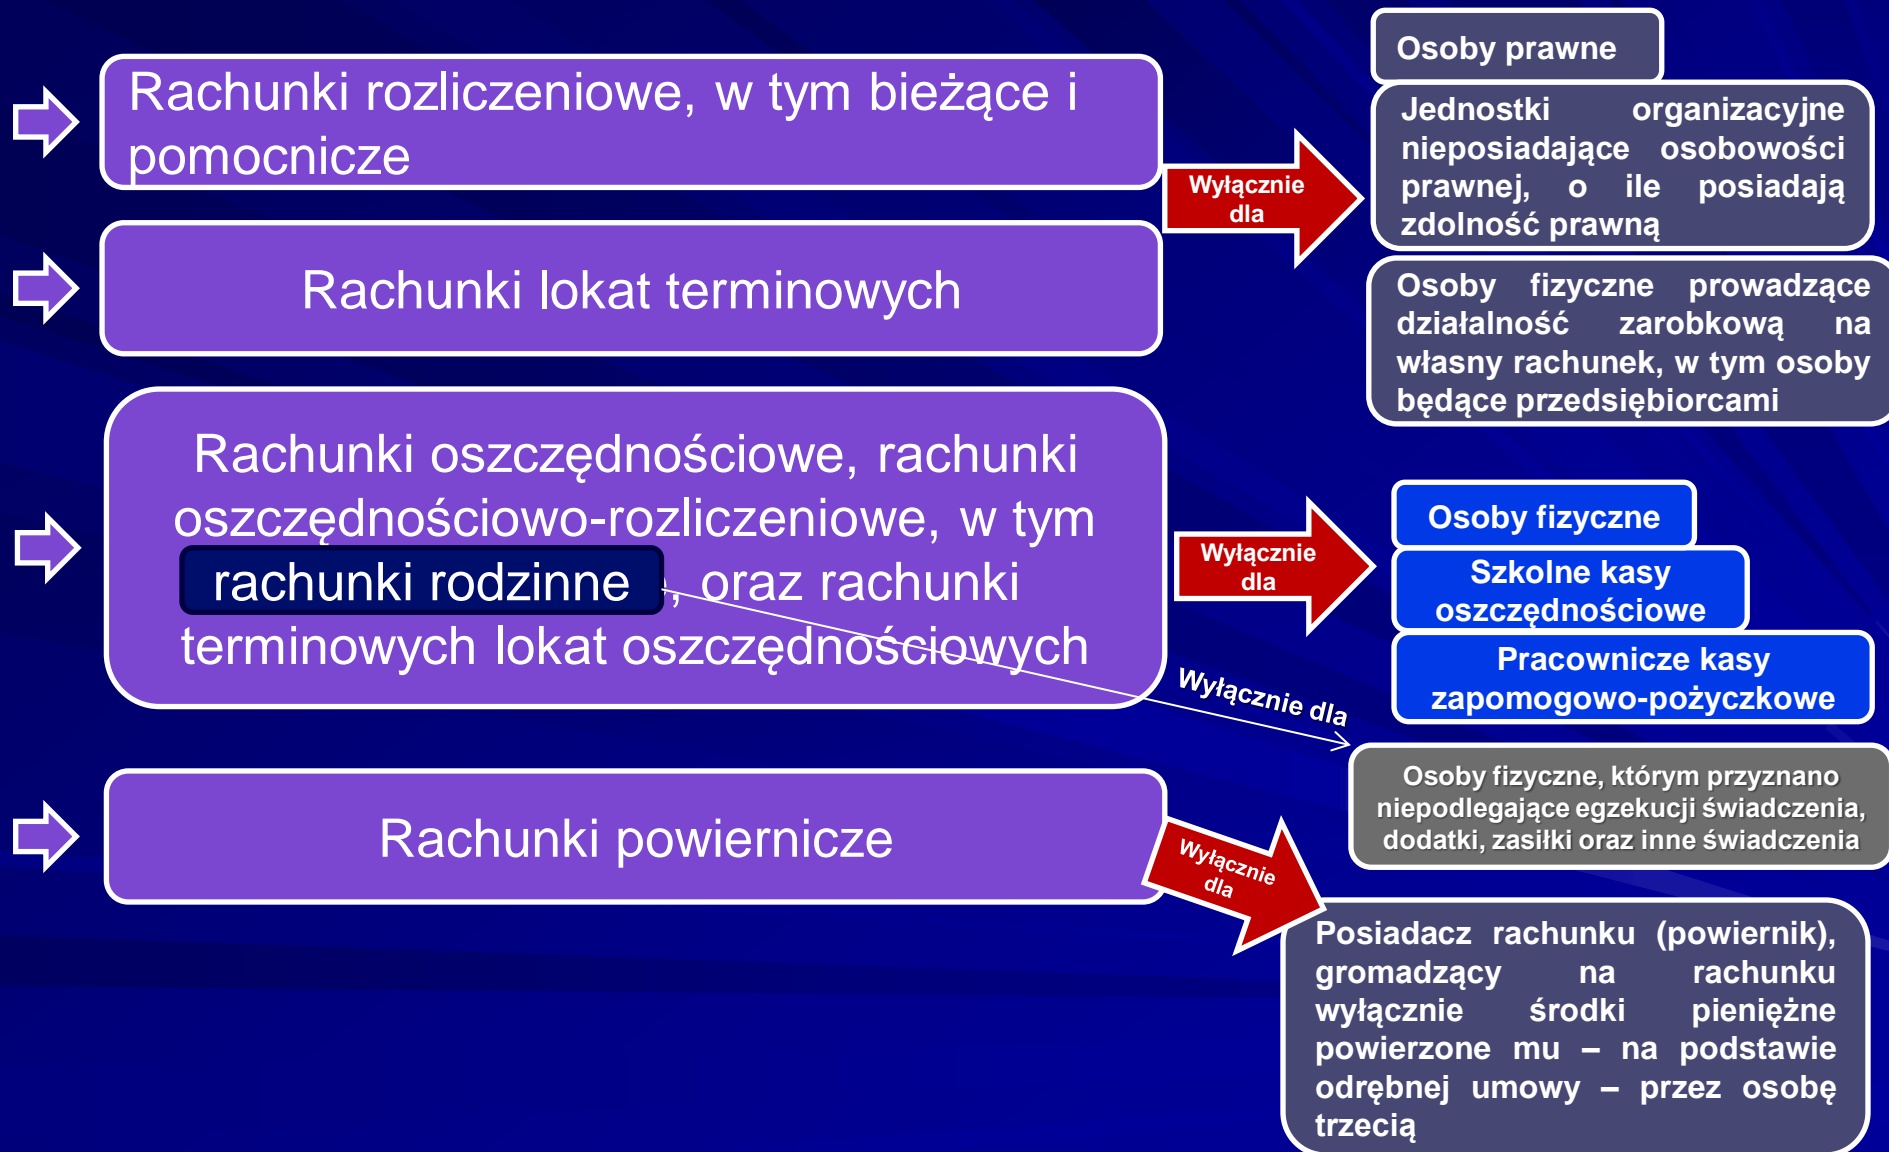 Rachunki rozliczeniowe, w tym bieżące i
pomocnicze
Rachunki lokat terminowych
Wyłącznie
dla
Osoby prawne
Jednostki organizacyjne
nieposiadające osobowości
prawnej, o ile posiadają
zdolność prawną
Osoby fizyczne prowadzące
działalność zarobkową na
własny rachunek, w tym osoby
będące przedsiębiorcami
Rachunki oszczędnościowe, rachunki
oszczędnościowo-rozliczeniowe, w tym
rachunki rodzinne, oraz rachunki
terminowych lokat oszczędnościowych
Wyłącznie
dla
Osoby fizyczne
Szkolne kasy
oszczędnościowe
Pracownicze kasy
zapomogowo-pożyczkowe
Wyłącznie dla
Osoby fizyczne, którym przyznano
niepodlegające egzekucji świadczenia,
dodatki, zasiłki oraz inne świadczenia
Rachunki powiernicze
Wyłącznie
dla
Posiadacz rachunku (powiernik),
gromadzący na rachunku
wyłącznie środki pieniężne
powierzone mu – na podstawie
odrębnej umowy – przez osobę
trzecią